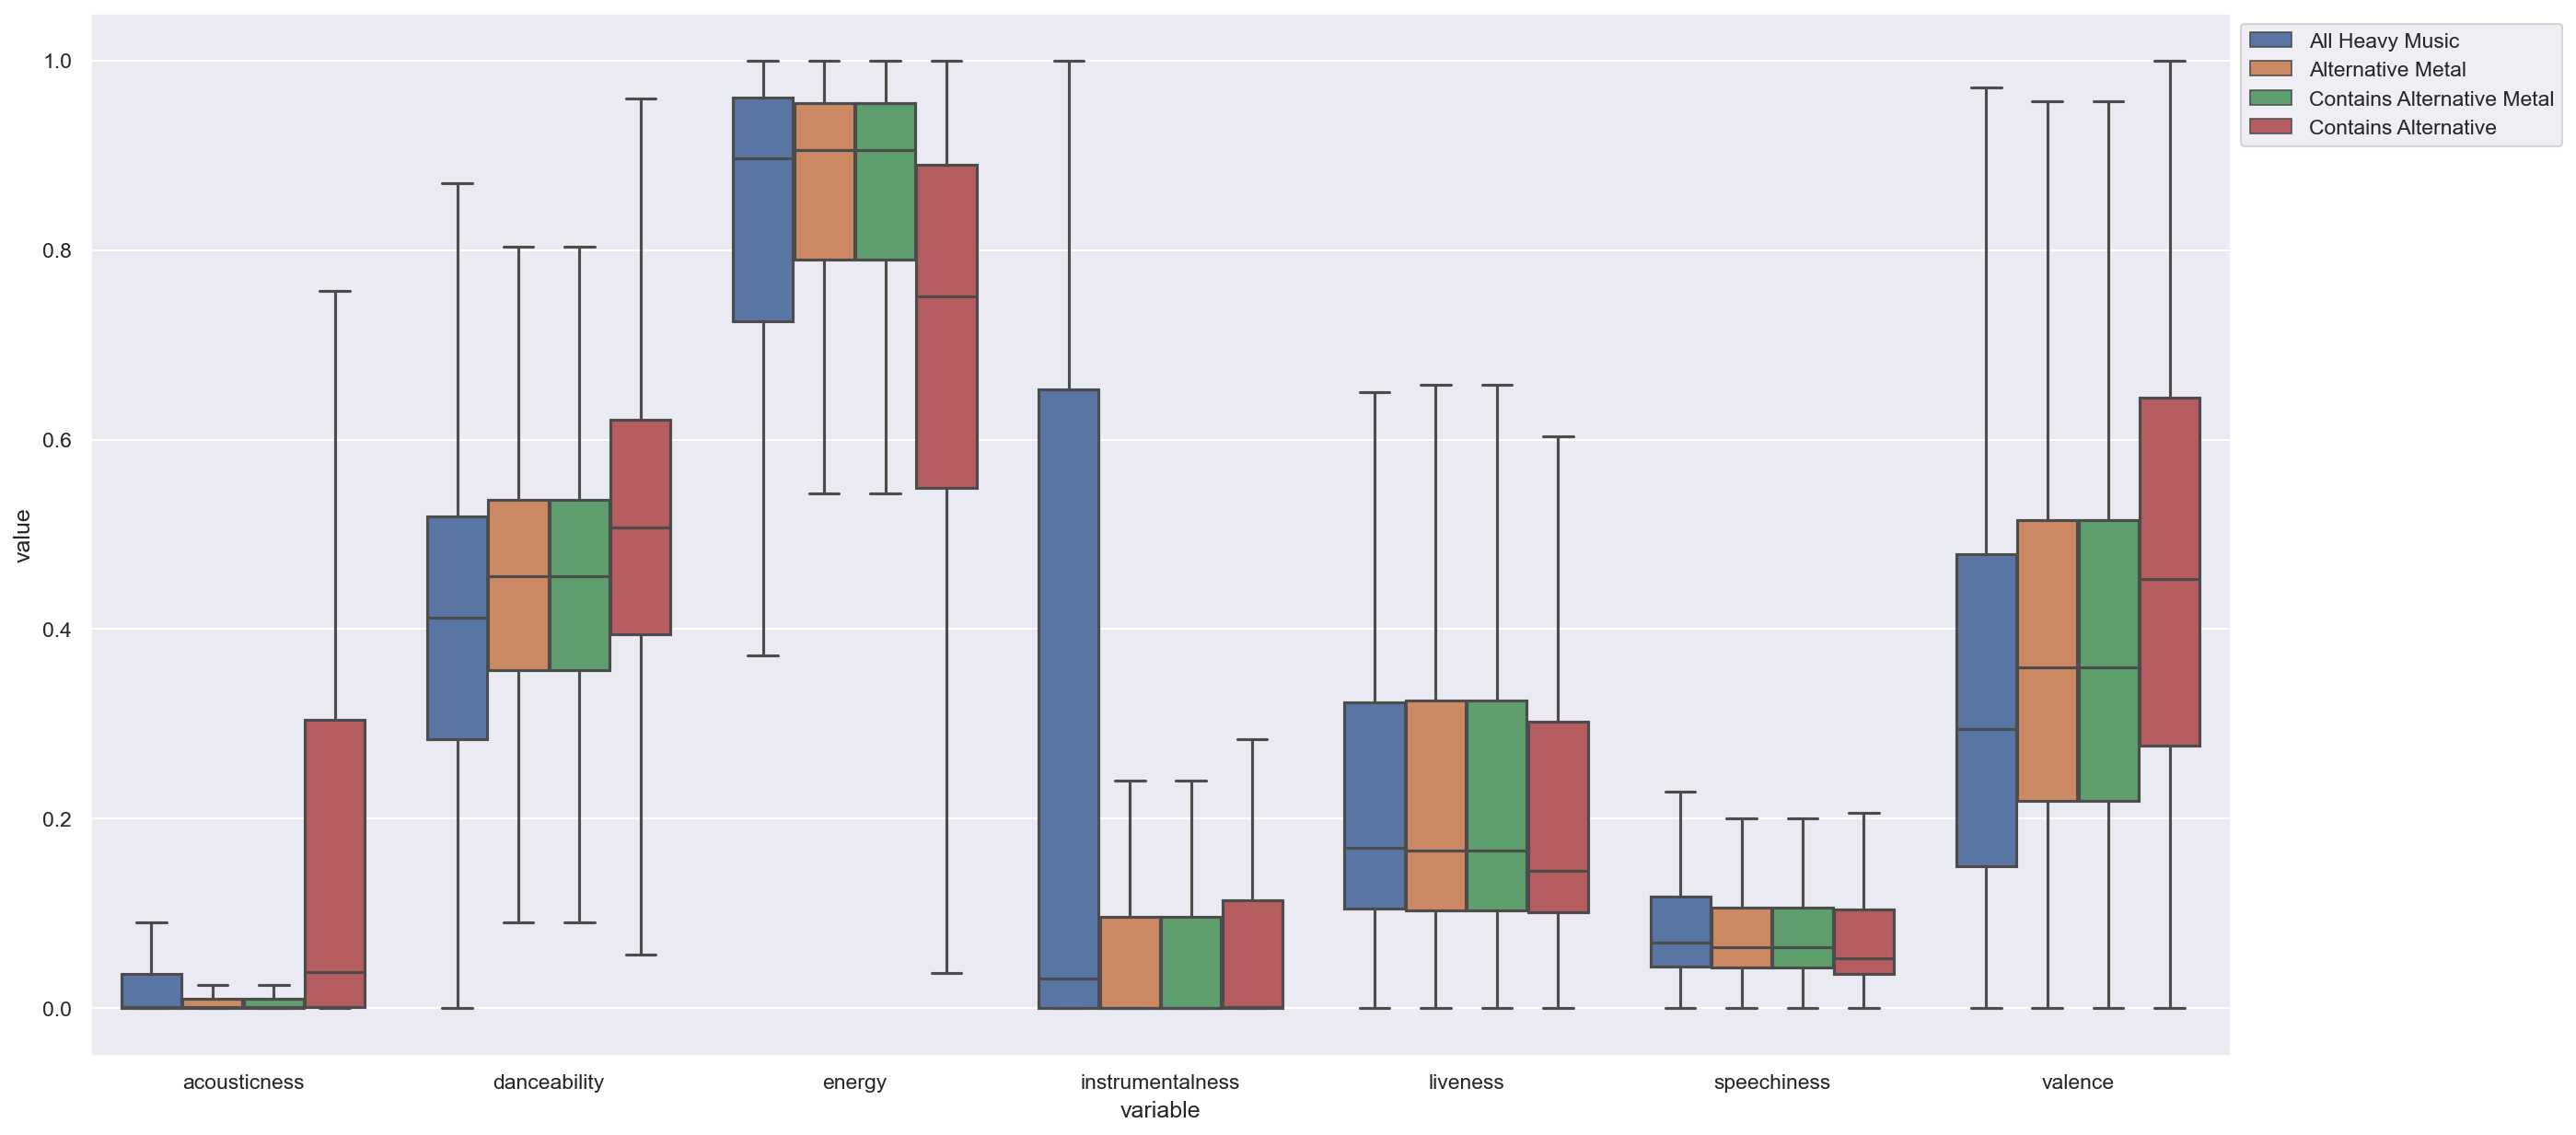 1.0
0.8
0.6
0.4
0.2
0.0
value
acousticness danceability energy instrumentalness liveness speechiness valence
variable
All Heavy Music
Alternative Metal
Contains Alternative Metal
Contains Alternative